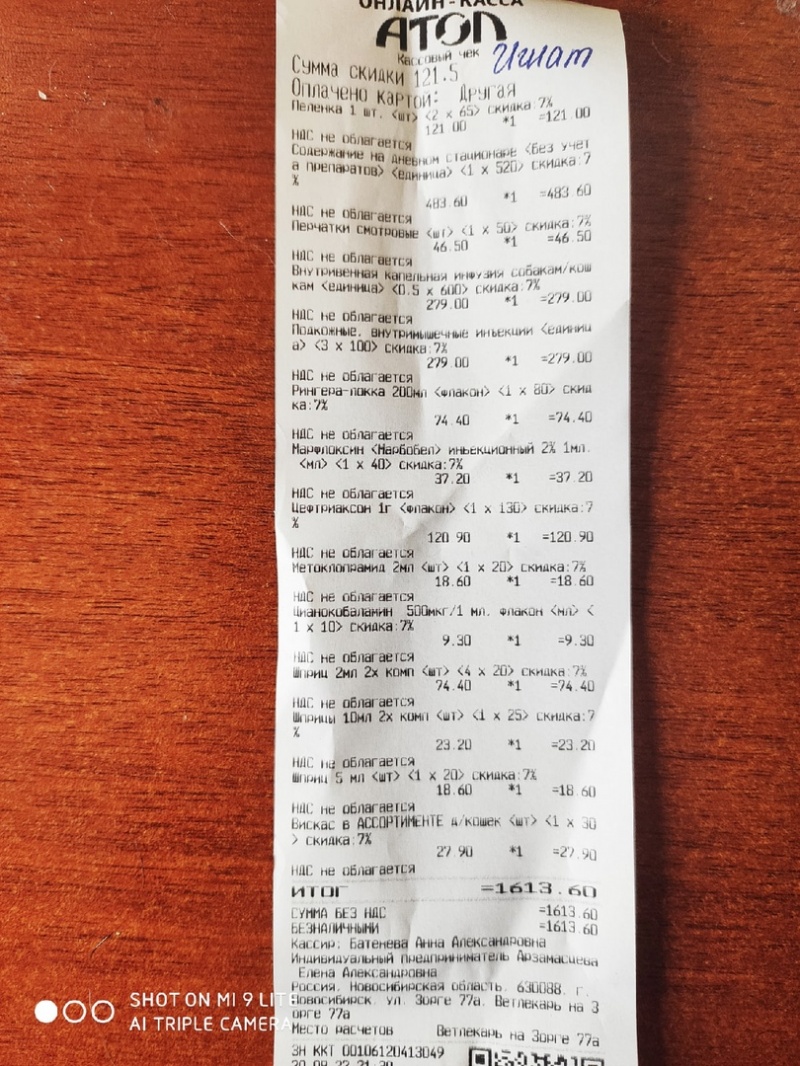 ОНЛАЙН-КАССА
АТОЛ
Кассовый чек
Игнат
Сумма скидки 121.5
Оплачено картой: Другая
Пеленка 1 шт. <шт> <2 x 65> скидка:7%
121.00 *1 =121.00
НДС не облагается
Содержание на дневном стационаре <без учет
а препаратов> <единица> <1 x 520> скидка:7
%
483.60 *1 =483.60
НДС не облагается
Перчатки смотровые <шт> <1 x 50> скидка:7%
46.50 *1 =46.50
НДС не облагается
Внутривенная капельная инфузия собакам/кош
кам <единица> <0.5 x 600> скидка:7%
279.00 *1 =279.00
НДС не облагается
Подкожные, внутримышечные инъекции <единиц
а> <3 x 100> скидка:7%
279.00 *1 =279.00
НДС не облагается
Рингера-локка 200мл <флакон> <1 x 80> скид
ка:7%
74.40 *1 =74.40
НДС не облагается
Марфлоксин <Марбобел> инъекционный 2% 1мл.
<мл> <1 x 40> скидка:7%
37.20 *1 =37.20
НДС не облагается
Цефтриаксон 1г <флакон> <1 x 130> скидка:7
%
120.90 *1 =120.90
НДС не облагается
Метоклопрамид 2мл <шт> <1 x 20> скидка:7%
18.60 *1 =18.60
НДС не облагается
Цианокобаламин 500мкг/1 мл. флакон <мл> <
1 x 10> скидка:7%
9.30 *1 =9.30
НДС не облагается
Шприц 2мл 2х комп <шт> <4 x 20> скидка:7%
74.40 *1 =74.40
НДС не облагается
Шприцы 10мл 2х комп <шт> <1 x 25> скидка:7
%
23.20 *1 =23.20
НДС не облагается
Шприц 5 мл <шт> <1 x 20> скидка:7%
18.60 *1 =18.60
НДС не облагается
Вискас в АССОРТИМЕНТЕ д/кошек <шт> <1 x 30
> скидка:7%
27.90 *1 =27.90
НДС не облагается
ИТОГ =1613.60
СУММА БЕЗ НДС =1613.60
БЕЗНАЛИЧНЫМИ =1613.60
Кассир: Батенева Анна Александровна
Индивидуальный предприниматель Арзамасцева
Елена Александровна
Россия, Новосибирская область, 630088, г.
Новосибирск, ул. Зорге 77а, Ветлекарь на З
орге 77а
Место расчетов Ветлекарь на Зорге 77а
ЗН ККТ 00106120413049
SHOT ON MI 9 LITE
AI TRIPLE CAMERA